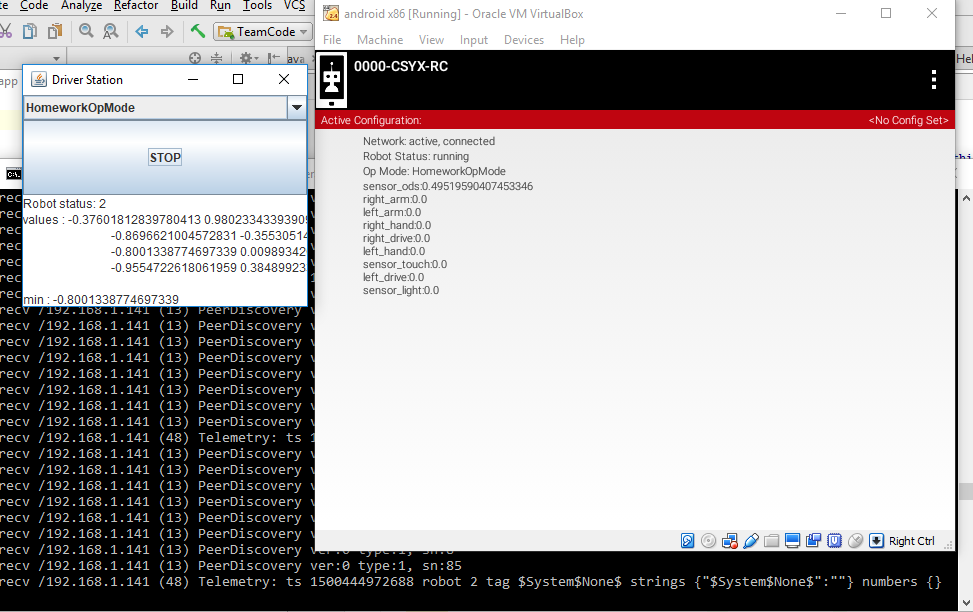 Code Analyze Refactor Build Run Tools VCS
TeamCode
Driver Station
HomeworkOpMode
STOP
Robot status: 2
values : -0.37601812839780413 0.9802334339390
-0.8696621004572831 -0.35530514
-0.8001338774697339 0.009893428
-0.9554722618061959 0.38489923
min : -0.8001338774697339
android x86 [Running] - Oracle VM VirtualBox
File Machine View Input Devices Help
0000-CSYX-RC
Active Configuration: <No Config Set>
Network: active, connected
Robot Status: running
Op Mode: HomeworkOpMode
sensor_ods:0.49519590407453346
right_arm:0.0
left_arm:0.0
right_hand:0.0
right_drive:0.0
left_hand:0.0
sensor_touch:0.0
left_drive:0.0
sensor_light:0.0
Right Ctrl
recv /192.168.1.141 (13) PeerDiscovery v
recv /192.168.1.141 (13) PeerDiscovery v
recv /192.168.1.141 (13) PeerDiscovery v
recv /192.168.1.141 (13) PeerDiscovery v
recv /192.168.1.141 (13) PeerDiscovery v
recv /192.168.1.141 (13) PeerDiscovery v
recv /192.168.1.141 (13) PeerDiscovery v
recv /192.168.1.141 (13) PeerDiscovery v
recv /192.168.1.141 (48) Telemetry: ts 1
recv /192.168.1.141 (13) PeerDiscovery v
recv /192.168.1.141 (13) PeerDiscovery v
recv /192.168.1.141 (13) PeerDiscovery v
recv /192.168.1.141 (13) PeerDiscovery v
recv /192.168.1.141 (13) PeerDiscovery v
recv /192.168.1.141 (13) PeerDiscovery v
recv /192.168.1.141 (13) PeerDiscovery ver:0 type:1, sn:8
recv /192.168.1.141 (13) PeerDiscovery ver:0 type:1, sn:85
recv /192.168.1.141 (48) Telemetry: ts 1500444972688 robot 2 tag $System$None$ strings {"$System$None$":""} numbers {}